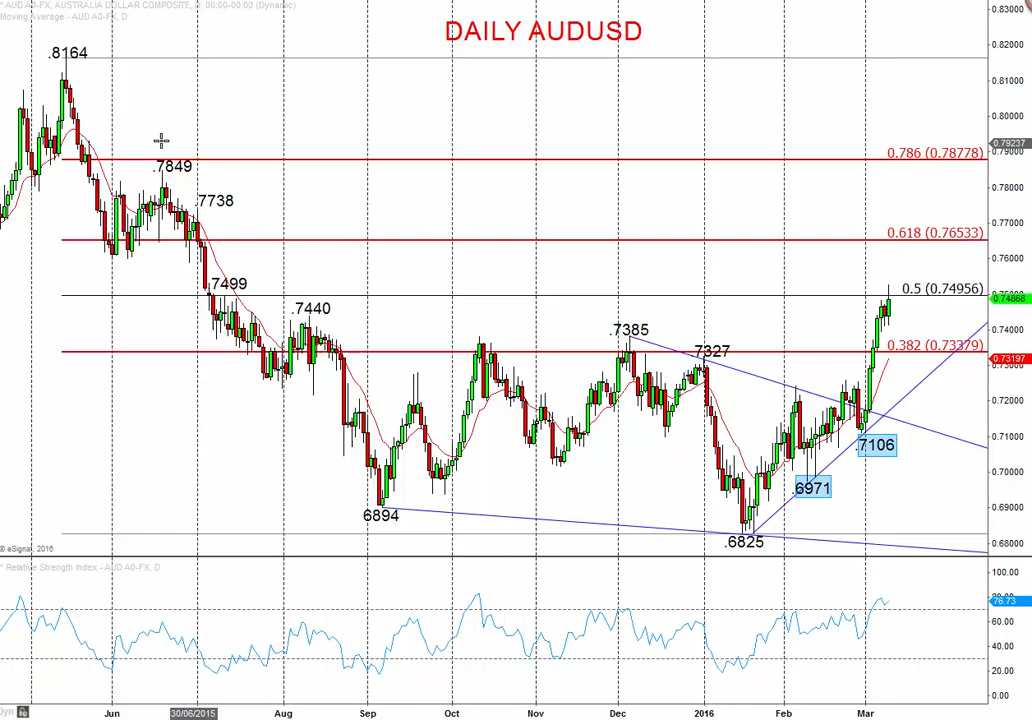 * AUD A0-FX, AUSTRALIA DOLLAR COMPOSITE, D, 00:00-00:00 (Dynamic)
Moving Average - AUD A0-FX, D
DAILY AUDUSD
0.83000
0.82000
.8164
0.81000
0.80000
0.79237
0.79000
0.786 (0.78778)
.7849
0.78000
.7738
0.77000
0.618 (0.76533)
0.76000
.7499
0.5 (0.74956)
0.74868
.7440
0.74000
.7385
.7327
0.382 (0.73379)
0.73197
0.73000
0.72000
0.71000
.7106
0.70000
.6971
0.69000
6894
.6825
0.68000
© eSignal, 2016
* Relative Strength Index - AUD A0-FX, D
100.00
76.73
60.00
40.00
20.00
0.00
Dyn
Jun
30/06/2015
Aug
Sep
Oct
Nov
Dec
2016
Feb
Mar